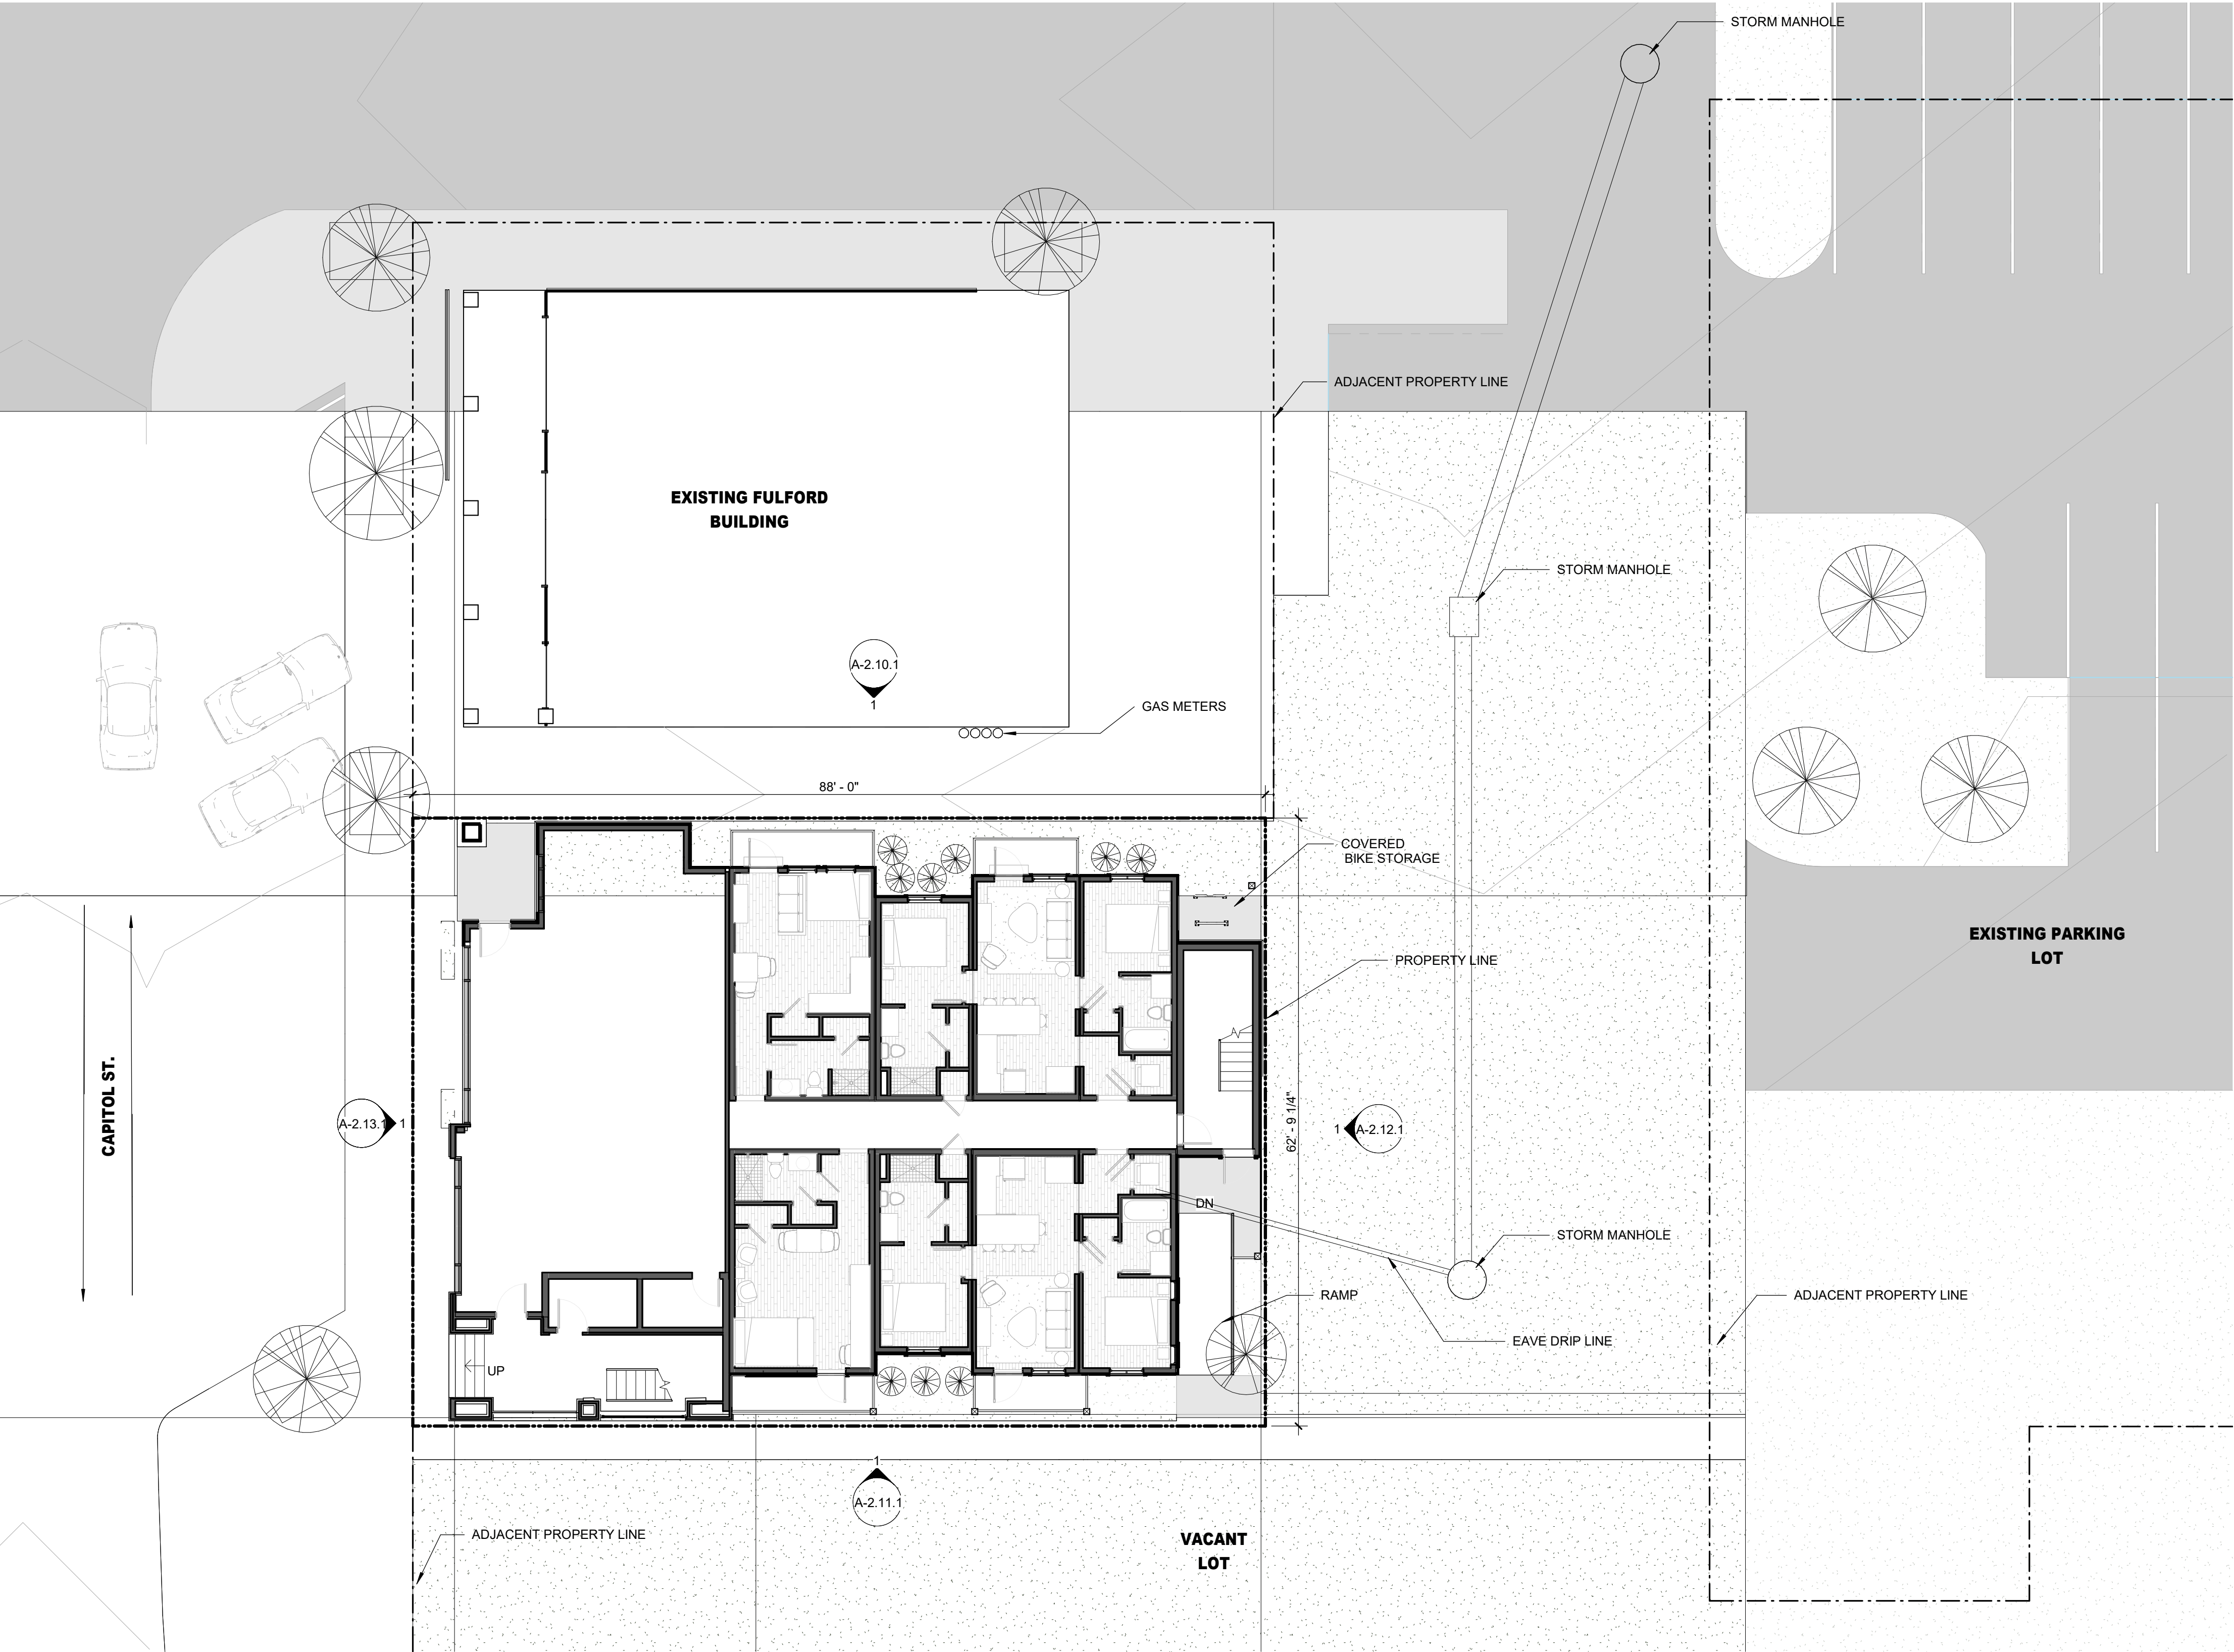 STORM MANHOLE
ADJACENT PROPERTY LINE
EXISTING FULFORD
BUILDING
STORM MANHOLE
A-2.10.1
1
GAS METERS
88' - 0"
COVERED
BIKE STORAGE
EXISTING PARKING
LOT
PROPERTY LINE
CAPITOL ST.
A-2.13.1
1
62' - 9 1/4"
1
A-2.12.1
DN
STORM MANHOLE
RAMP
ADJACENT PROPERTY LINE
EAVE DRIP LINE
UP
1
A-2.11.1
ADJACENT PROPERTY LINE
VACANT
LOT